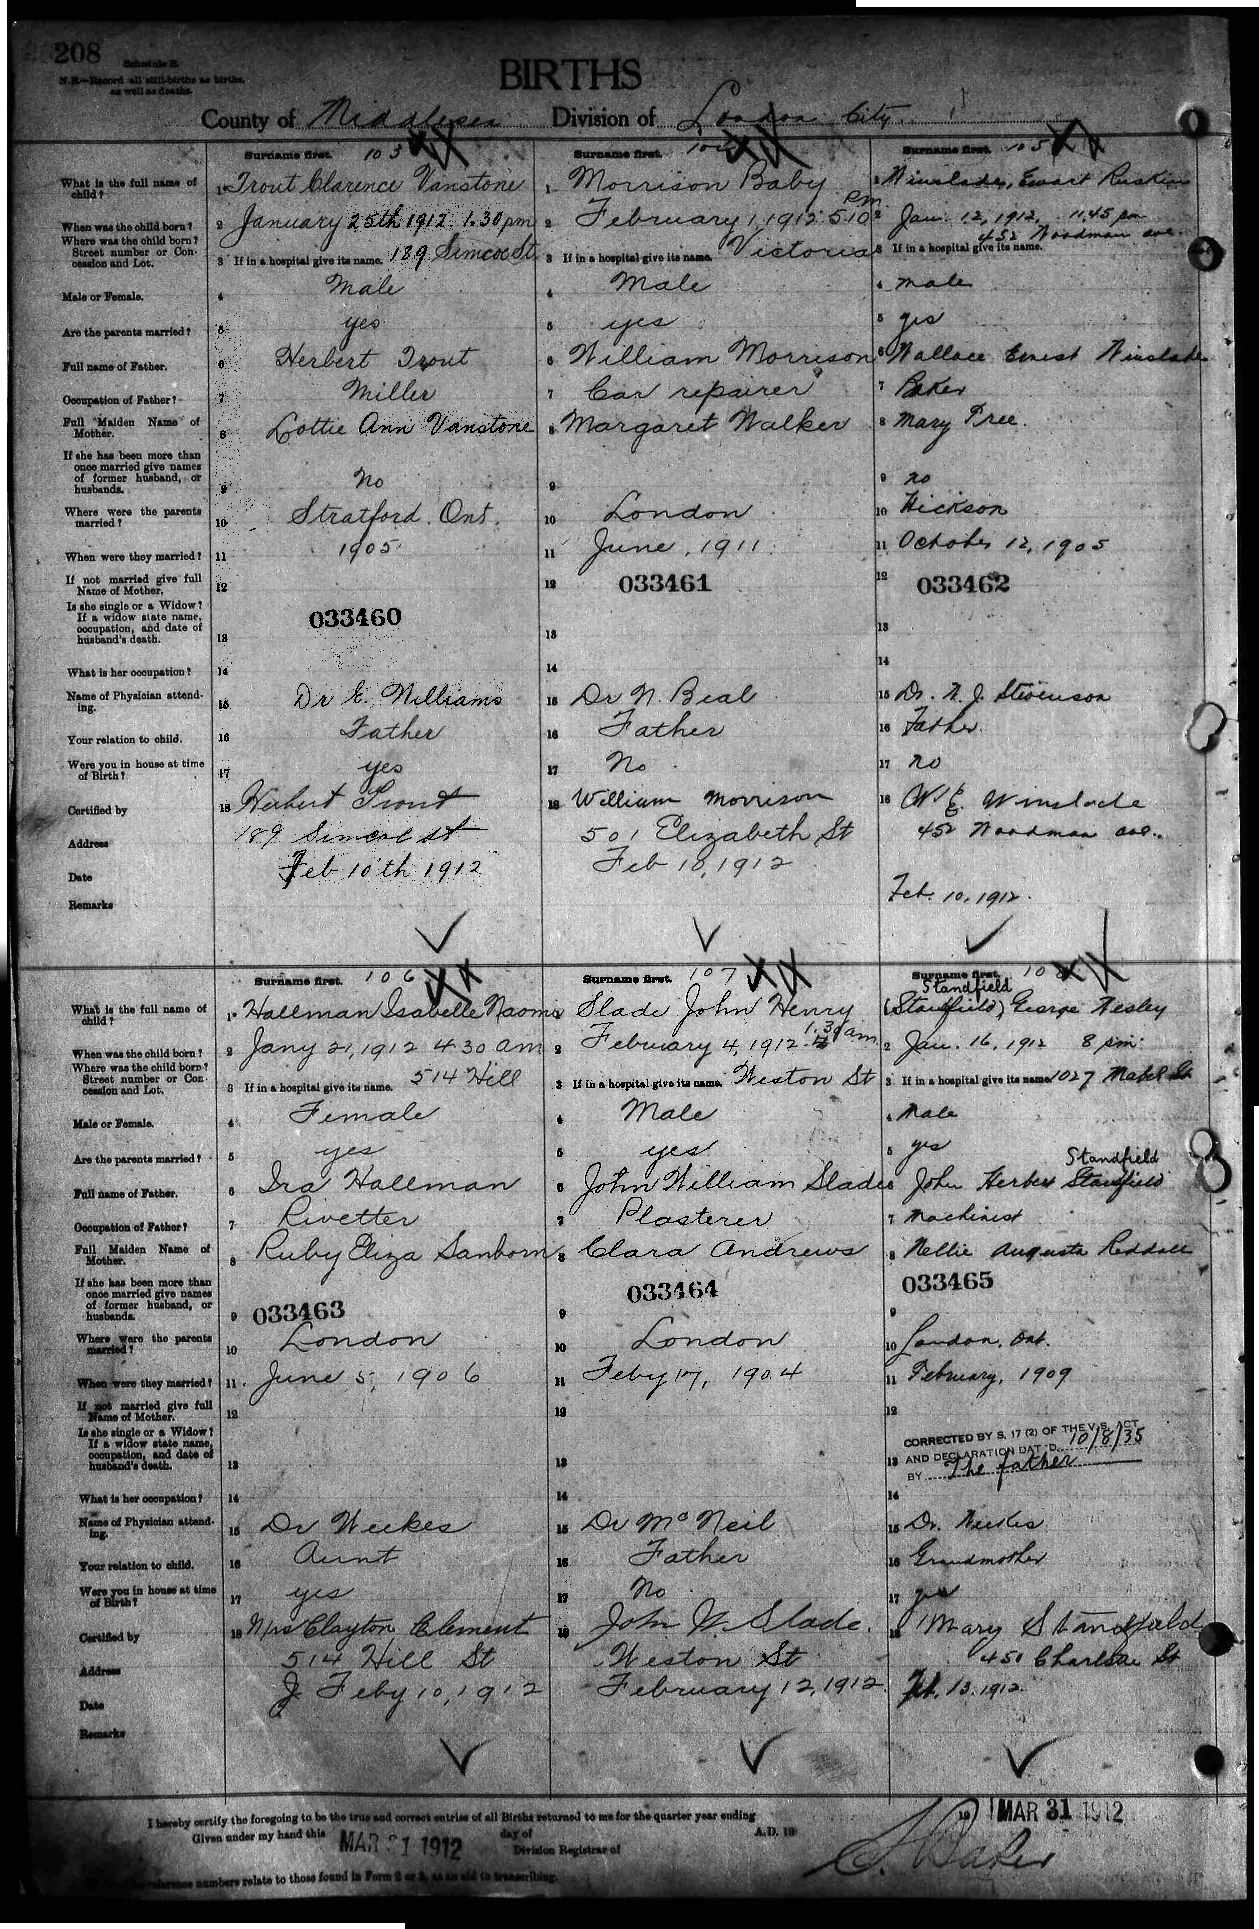 208
Schedule B.
N.B.—Record all still-births as births, as well as deaths.
BIRTHS
County of Middlesex Division of London City
Surname first. 103
What is the full name of child? 1 Trout Clarence Vanstone
When was the child born? 2 January 25th 1912 1.30 pm
Where was the child born? Street number or Concession and Lot. 3 If in a hospital give its name. 189 Simcoe St
Male or Female. 4 Male
Are the parents married? 5 yes
Full name of Father. 6 Herbert Trout
Occupation of Father? 7 Miller
Full Maiden Name of Mother. 8 Lottie Ann Vanstone
If she has been more than once married give names of former husband, or husbands. 9 No
Where were the parents married? 10 Stratford. Ont.
When were they married? 11 1905
If not married give full Name of Mother. 12
Is she single or a Widow? If a widow state name, occupation, and date of husband's death. 13
033460
What is her occupation? 14
Name of Physician attending. 15 Dr E. Williams
Your relation to child. 16 Father
Were you in house at time of Birth? 17 yes
Certified by 18 Herbert Trout
Address 189 Simcoe St
Date Feb 10th 1912
Remarks
Surname first. 104
1 Morrison Baby
2 February 1, 1912 5.10 pm
3 If in a hospital give its name. Victoria
4 Male
5 yes
6 William Morrison
7 Car repairer
8 Margaret Walker
9
10 London
11 June, 1911
12 033461
13
14
15 Dr N. Beal
16 Father
17 No
18 William Morrison
501 Elizabeth St
Feb 10, 1912
Surname first. 105
1 Winslade, Ewart Ruskin
2 Jan. 12, 1912, 11.45 pm
452 Woodman ave.
3 If in a hospital give its name.
4 male
5 yes
6 Wallace Ernest Winslade
7 Baker
8 Mary Pree.
9 no
10 Hickson
11 October 12, 1905
12 033462
13
14
15 Dr. W. J. Stevenson
16 Father.
17 no
18 W. E. Winslade
452 Woodman ave.
Feb. 10, 1912.
Surname first. 106
What is the full name of child? 1 Hallman Isabelle Naomi
When was the child born? 2 Jany 21, 1912 4.30 am
Where was the child born? Street number or Concession and Lot. 3 If in a hospital give its name. 514 Hill
Male or Female. 4 Female
Are the parents married? 5 yes
Full name of Father. 6 Ira Hallman
Occupation of Father? 7 Rivetter
Full Maiden Name of Mother. 8 Ruby Eliza Sanborn
If she has been more than once married give names of former husband, or husbands. 9 033463
Where were the parents married? 10 London
When were they married? 11 June 5, 1906
If not married give full Name of Mother. 12
Is she single or a Widow? If a widow state name, occupation, and date of husband's death. 13
What is her occupation? 14
Name of Physician attending. 15 Dr Weekes
Your relation to child. 16 Aunt
Were you in house at time of Birth? 17 yes
Certified by 18 Mrs Clayton Clement
Address 514 Hill St
Date Feby 10, 1912
Remarks
Surname first. 107
1 Slade John Henry
2 February 4, 1912 1.30 am
3 If in a hospital give its name. Weston St
4 Male
5 yes
6 John William Slade
7 Plasterer
8 Clara Andrews
033464
9
10 London
11 Feby 17, 1904
12
13
14
15 Dr McNeil
16 Father
17 No
18 John W. Slade.
Weston St
February 12, 1912.
Surname first. 108
Standfield
1 (Stansfield) George Wesley
2 Jan. 16, 1912 8 pm.
3 If in a hospital give its name 1027 Mabel St
4 Male
5 yes
Standfield
6 John Herbert Stansfield
7 Machinist
8 Nellie Augusta Reddall
033465
9
10 London, Ont.
11 February, 1909
12
CORRECTED BY S. 17 (2) OF THE V.S. ACT
13 AND DECLARATION DAT D 10/8/35
BY The father
14
15 Dr. Weekes
16 Grandmother
17 yes
18 Mary Standfield
450 Charlotte St
Feb. 13. 1912.
I hereby certify the foregoing to be the true and correct entries of all Births returned to me for the quarter year ending 19 MAR 31 1912
Given under my hand this MAR 31 1912 day of A.D. 19
Division Registrar of
reference numbers relate to those found in Form 2 or 3, as an aid in transcribing.